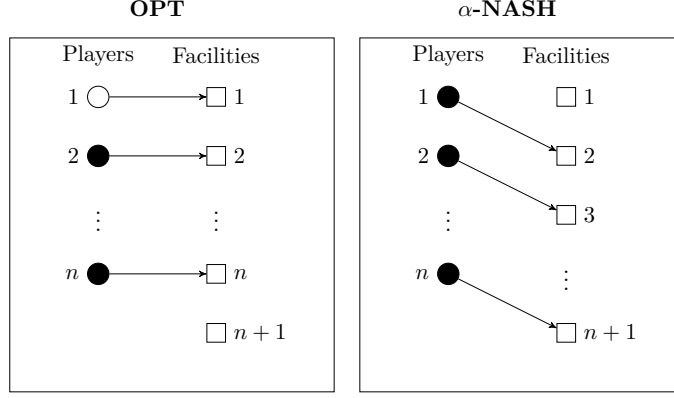 OPT
Players Facilities
1 1
2 2
⋮ ⋮
n n
n + 1
α-NASH
Players Facilities
1 1
2 2
3
⋮
n ⋮
n + 1